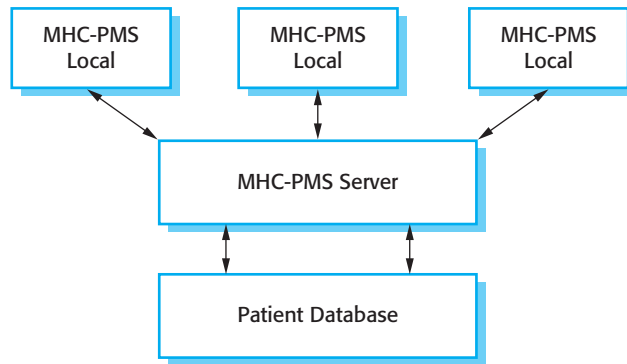 MHC-PMS
Local
MHC-PMS
Local
MHC-PMS
Local
MHC-PMS Server
Patient Database